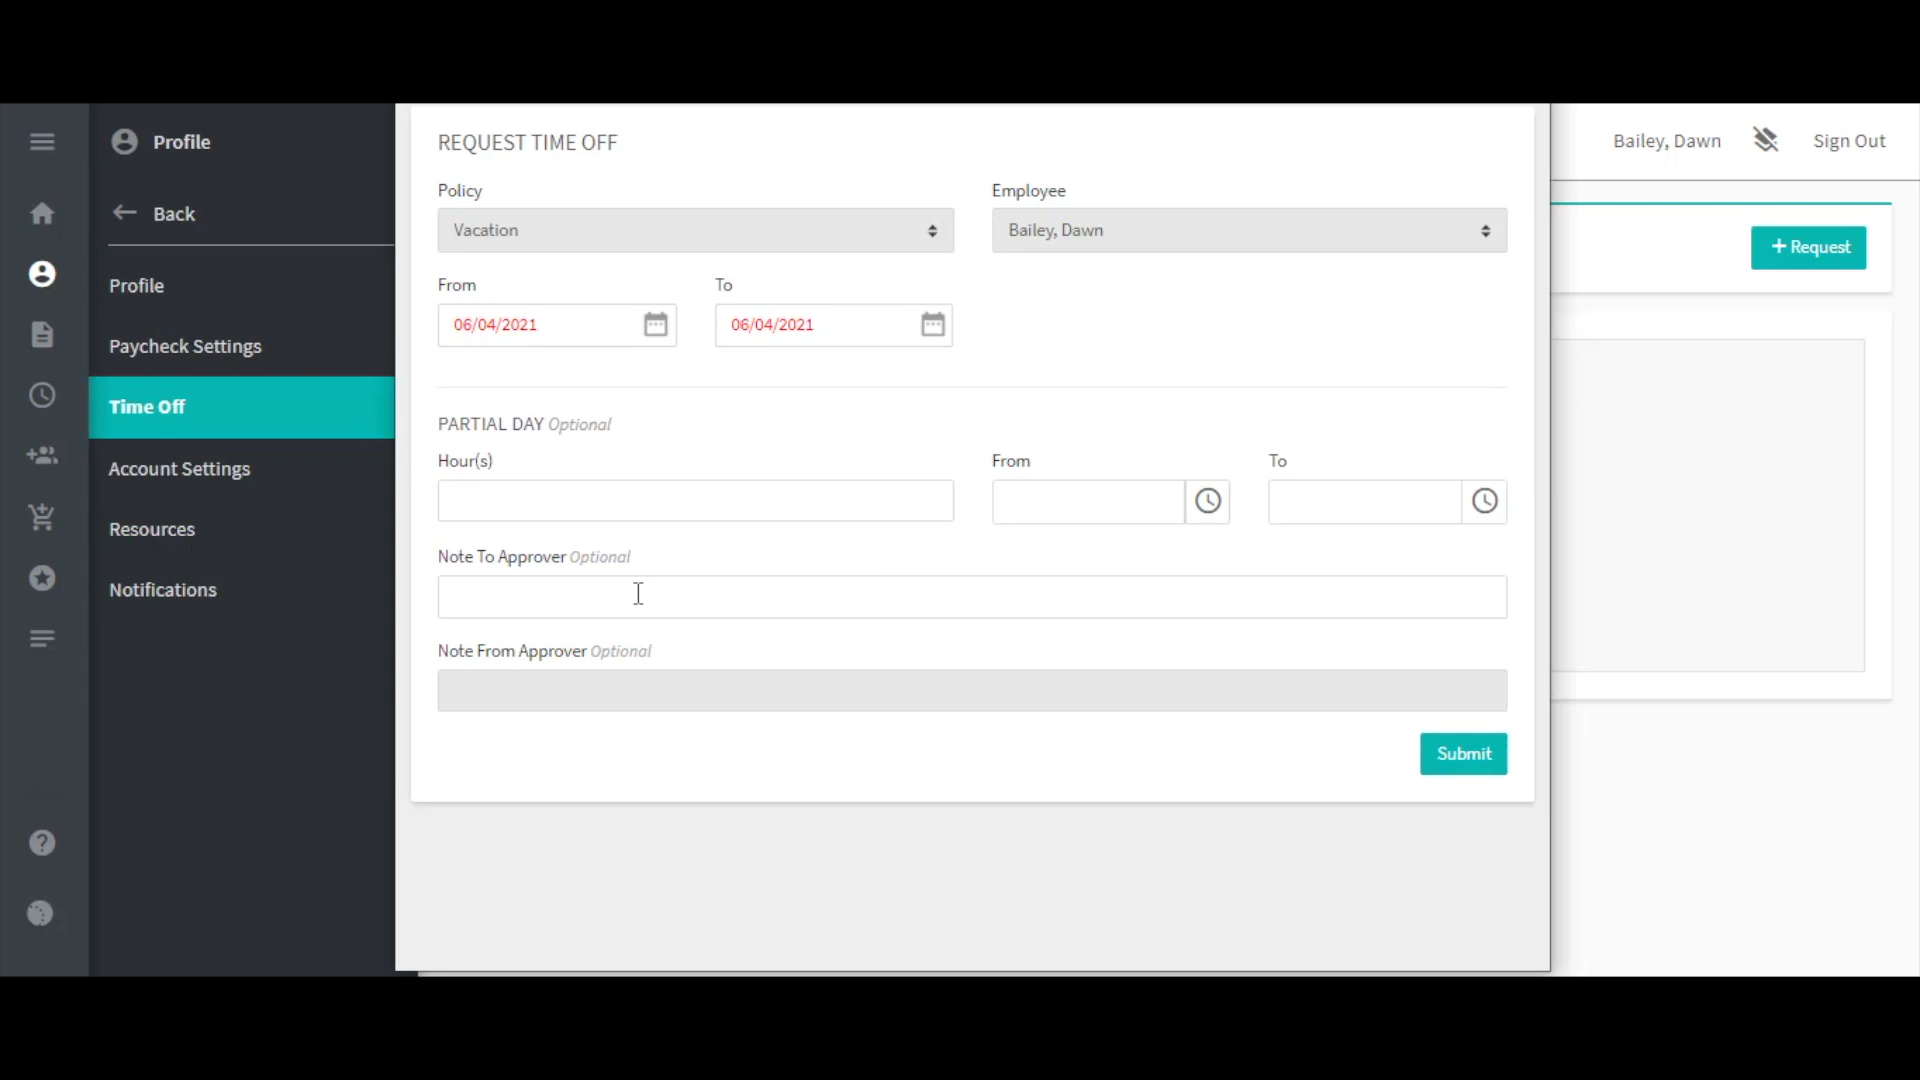 Profile
Back
Profile
Paycheck Settings
Time Off
Account Settings
Resources
Notifications
REQUEST TIME OFF
Policy Employee
Vacation Bailey, Dawn
From To
06/04/2021 06/04/2021
PARTIAL DAY Optional
Hour(s) From To
Note To Approver Optional
Note From Approver Optional
Submit
Bailey, Dawn Sign Out
+ Request